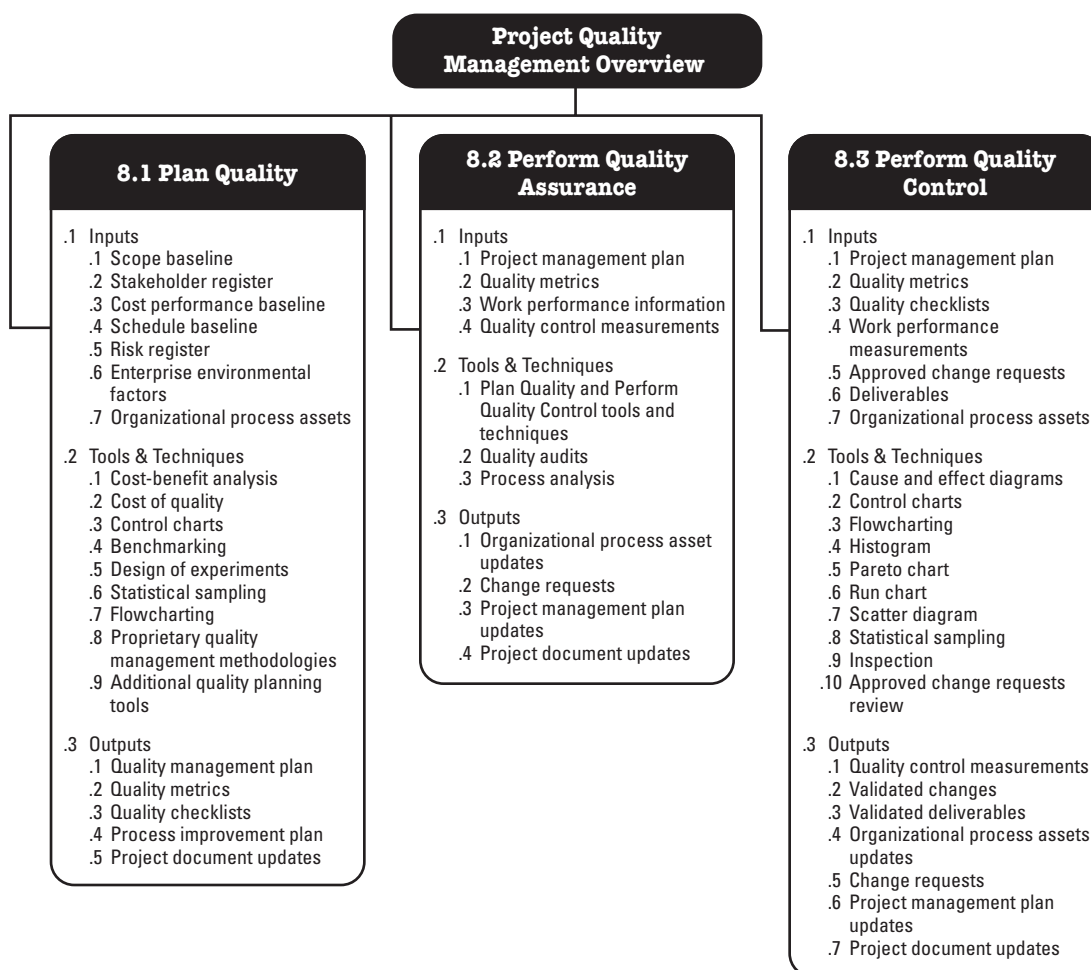 Project Quality
Management Overview
8.1 Plan Quality
.1 Inputs
.1 Scope baseline
.2 Stakeholder register
.3 Cost performance baseline
.4 Schedule baseline
.5 Risk register
.6 Enterprise environmental
factors
.7 Organizational process assets
.2 Tools & Techniques
.1 Cost-benefit analysis
.2 Cost of quality
.3 Control charts
.4 Benchmarking
.5 Design of experiments
.6 Statistical sampling
.7 Flowcharting
.8 Proprietary quality
management methodologies
.9 Additional quality planning
tools
.3 Outputs
.1 Quality management plan
.2 Quality metrics
.3 Quality checklists
.4 Process improvement plan
.5 Project document updates
8.2 Perform Quality
Assurance
.1 Inputs
.1 Project management plan
.2 Quality metrics
.3 Work performance information
.4 Quality control measurements
.2 Tools & Techniques
.1 Plan Quality and Perform
Quality Control tools and
techniques
.2 Quality audits
.3 Process analysis
.3 Outputs
.1 Organizational process asset
updates
.2 Change requests
.3 Project management plan
updates
.4 Project document updates
8.3 Perform Quality
Control
.1 Inputs
.1 Project management plan
.2 Quality metrics
.3 Quality checklists
.4 Work performance
measurements
.5 Approved change requests
.6 Deliverables
.7 Organizational process assets
.2 Tools & Techniques
.1 Cause and effect diagrams
.2 Control charts
.3 Flowcharting
.4 Histogram
.5 Pareto chart
.6 Run chart
.7 Scatter diagram
.8 Statistical sampling
.9 Inspection
.10 Approved change requests
review
.3 Outputs
.1 Quality control measurements
.2 Validated changes
.3 Validated deliverables
.4 Organizational process assets
updates
.5 Change requests
.6 Project management plan
updates
.7 Project document updates